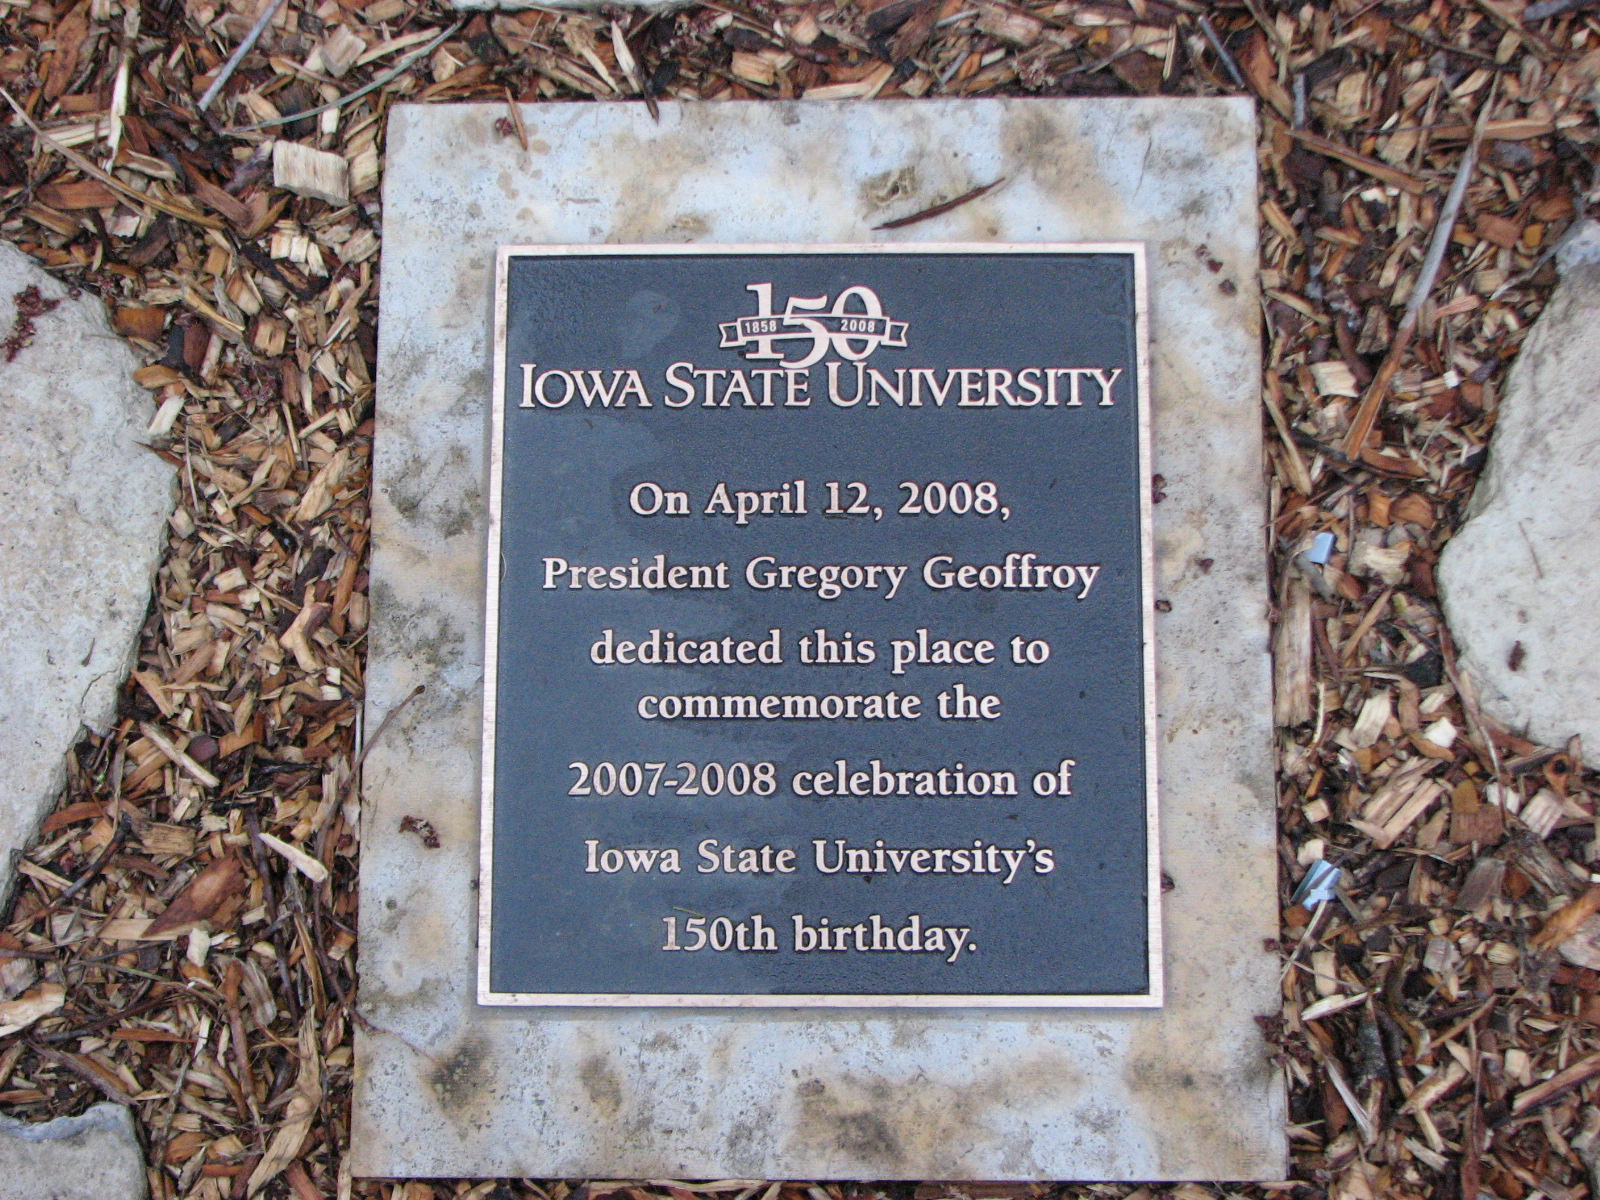 150
1858 2008
IOWA STATE UNIVERSITY
On April 12, 2008,
President Gregory Geoffroy
dedicated this place to
commemorate the
2007-2008 celebration of
Iowa State University's
150th birthday.